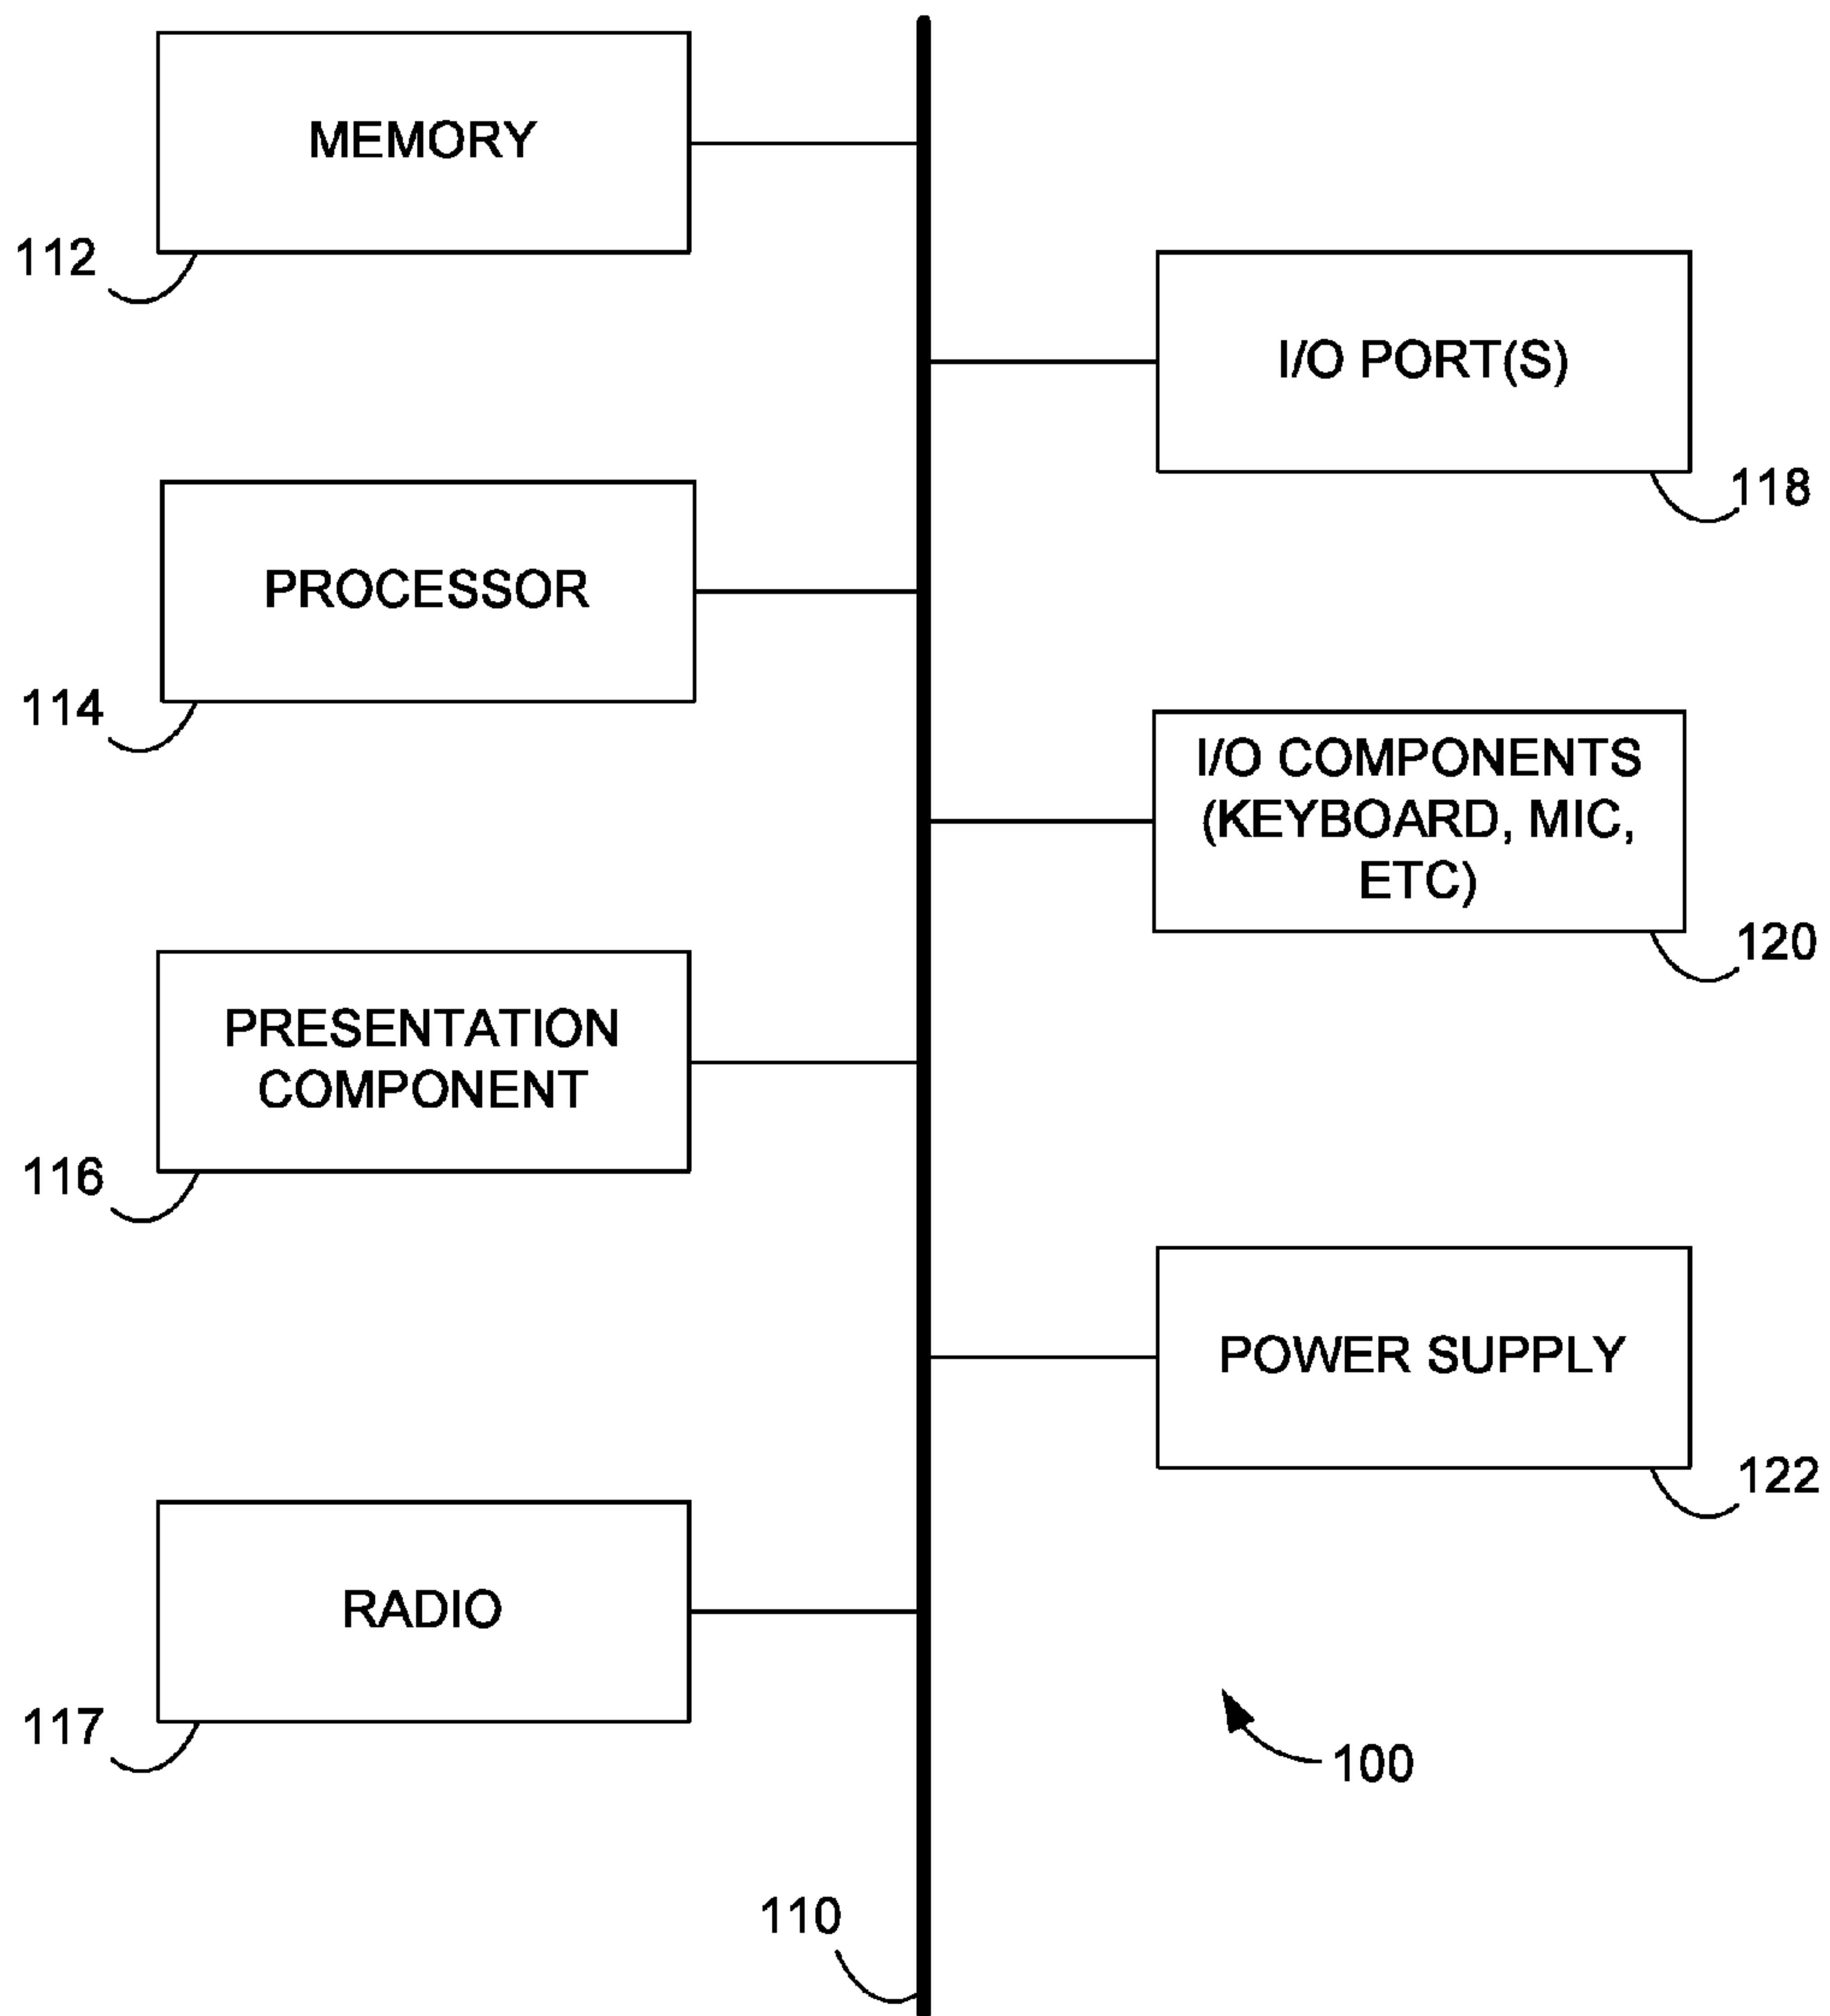 MEMORY
112
I/O PORT(S)
118
PROCESSOR
114
I/O COMPONENTS
(KEYBOARD, MIC,
ETC)
120
PRESENTATION
COMPONENT
116
POWER SUPPLY
122
RADIO
117
100
110